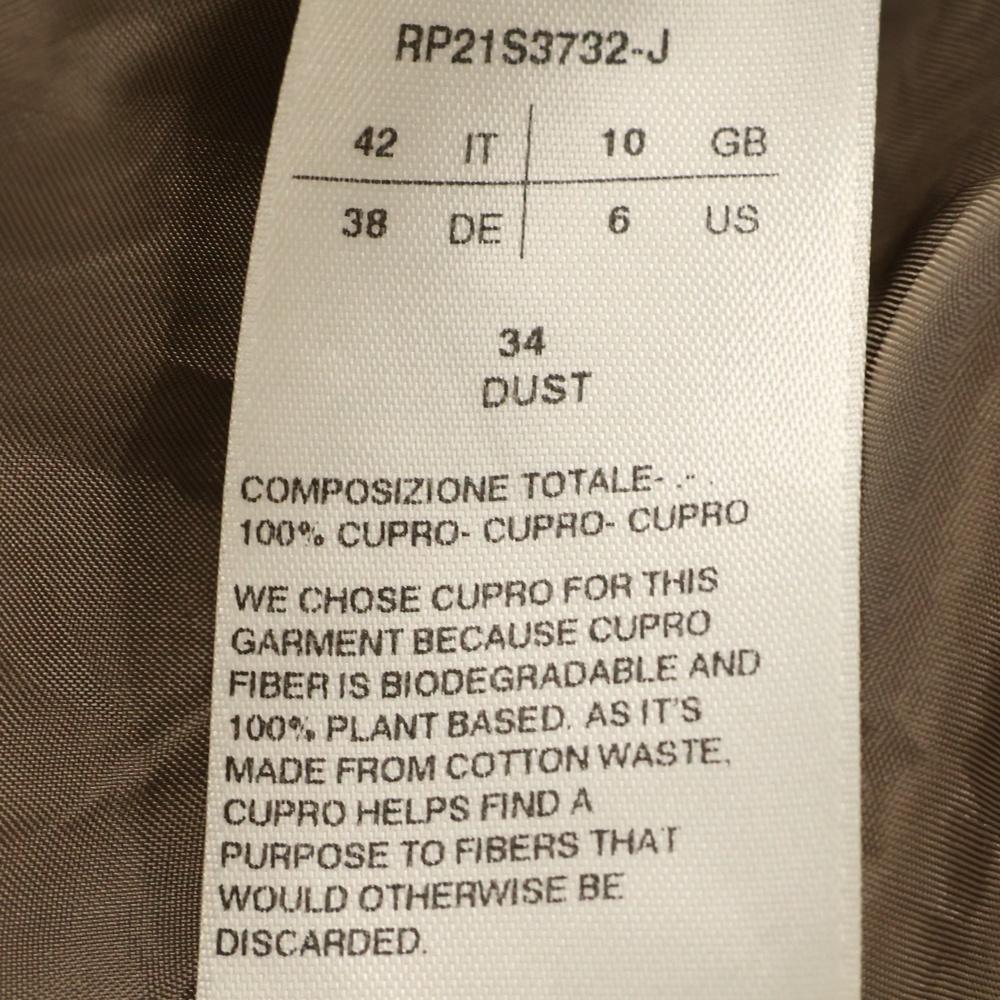 RP21S3732-J
42 IT 10 GB
38 DE 6 US
34
DUST
COMPOSIZIONE TOTALE- .- .
100% CUPRO- CUPRO- CUPRO
WE CHOSE CUPRO FOR THIS
GARMENT BECAUSE CUPRO
FIBER IS BIODEGRADABLE AND
100% PLANT BASED. AS IT'S
MADE FROM COTTON WASTE,
CUPRO HELPS FIND A
PURPOSE TO FIBERS THAT
WOULD OTHERWISE BE
DISCARDED.